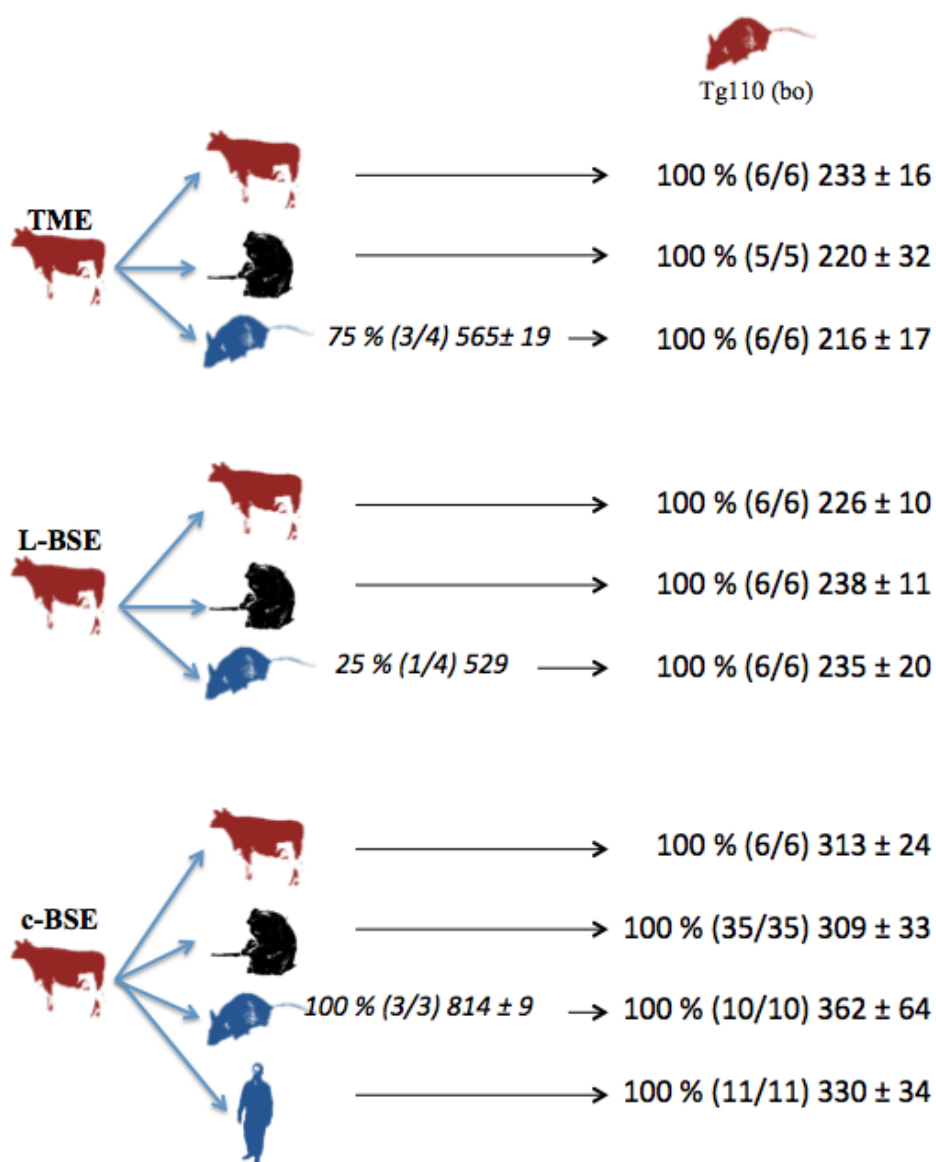 Tg110 (bo)
100 % (6/6) 233 ± 16
TME
100 % (5/5) 220 ± 32
75 % (3/4) 565± 19
100 % (6/6) 216 ± 17
100 % (6/6) 226 ± 10
L-BSE
100 % (6/6) 238 ± 11
25 % (1/4) 529
100 % (6/6) 235 ± 20
100 % (6/6) 313 ± 24
c-BSE
100 % (35/35) 309 ± 33
100 % (3/3) 814 ± 9
100 % (10/10) 362 ± 64
100 % (11/11) 330 ± 34